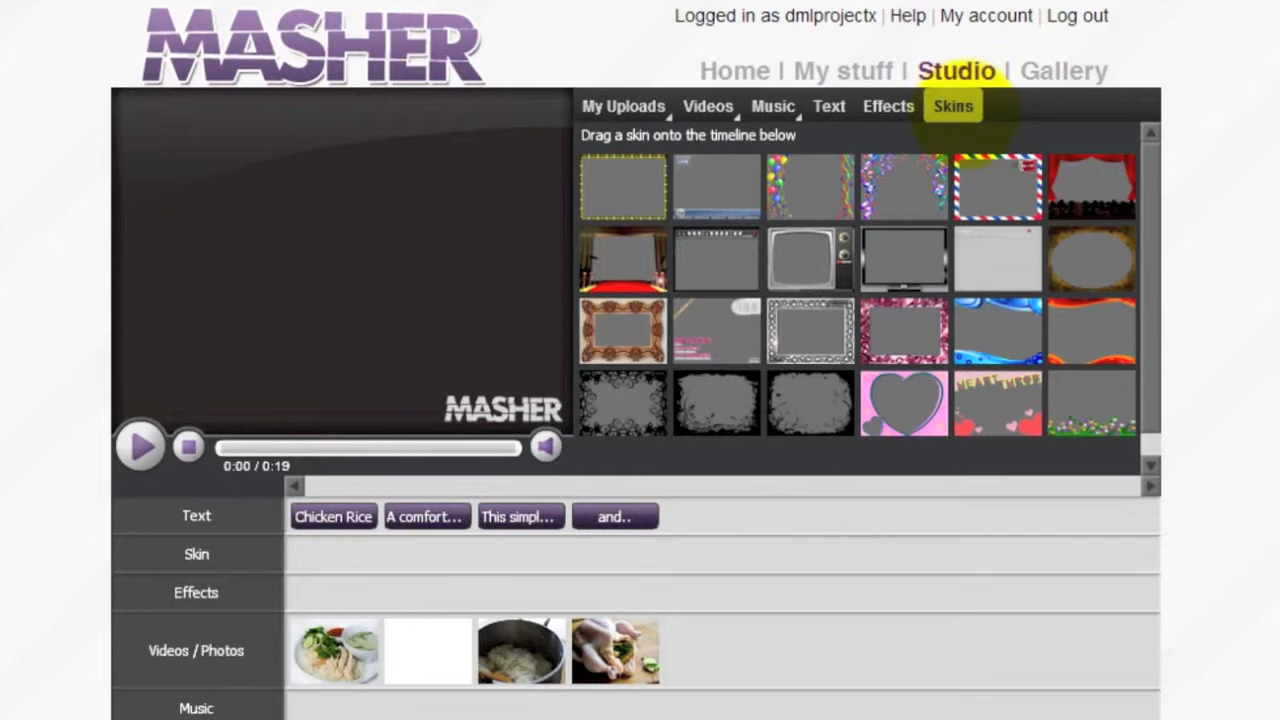 MASHER
Logged in as dmlprojectx | Help | My account | Log out
Home | My stuff | Studio | Gallery
My Uploads Videos Music Text Effects Skins
Drag a skin onto the timeline below
MASHER
0:00 / 0:19
Text
Chicken Rice A comfort... This simpl... and..
Skin
Effects
Videos / Photos
Music